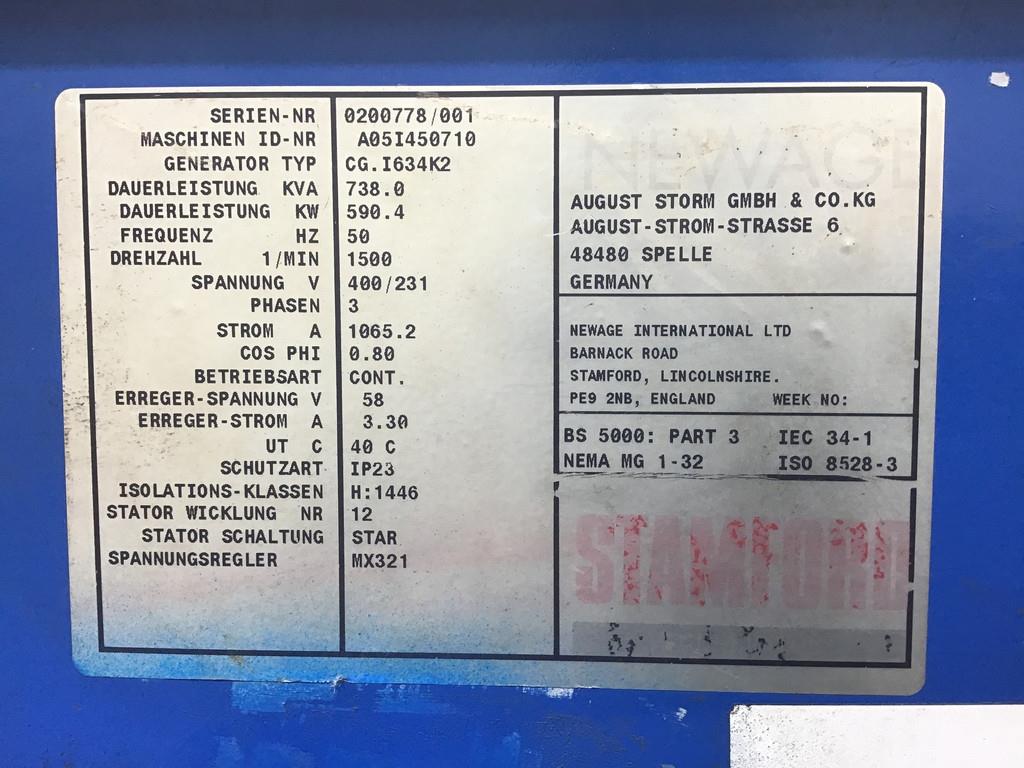 SERIEN-NR 0200778/001
MASCHINEN ID-NR A05I450710
GENERATOR TYP CG.I634K2
DAUERLEISTUNG KVA 738.0
DAUERLEISTUNG KW 590.4
FREQUENZ HZ 50
DREHZAHL 1/MIN 1500
SPANNUNG V 400/231
PHASEN 3
STROM A 1065.2
COS PHI 0.80
BETRIEBSART CONT.
ERREGER-SPANNUNG V 58
ERREGER-STROM A 3.30
UT C 40 C
SCHUTZART IP23
ISOLATIONS-KLASSEN H:1446
STATOR WICKLUNG NR 12
STATOR SCHALTUNG STAR
SPANNUNGSREGLER MX321
NEWAGE
AUGUST STORM GMBH & CO.KG
AUGUST-STROM-STRASSE 6
48480 SPELLE
GERMANY
NEWAGE INTERNATIONAL LTD
BARNACK ROAD
STAMFORD, LINCOLNSHIRE.
PE9 2NB, ENGLAND WEEK NO:
BS 5000: PART 3 IEC 34-1
NEMA MG 1-32 ISO 8528-3
STAMFORD